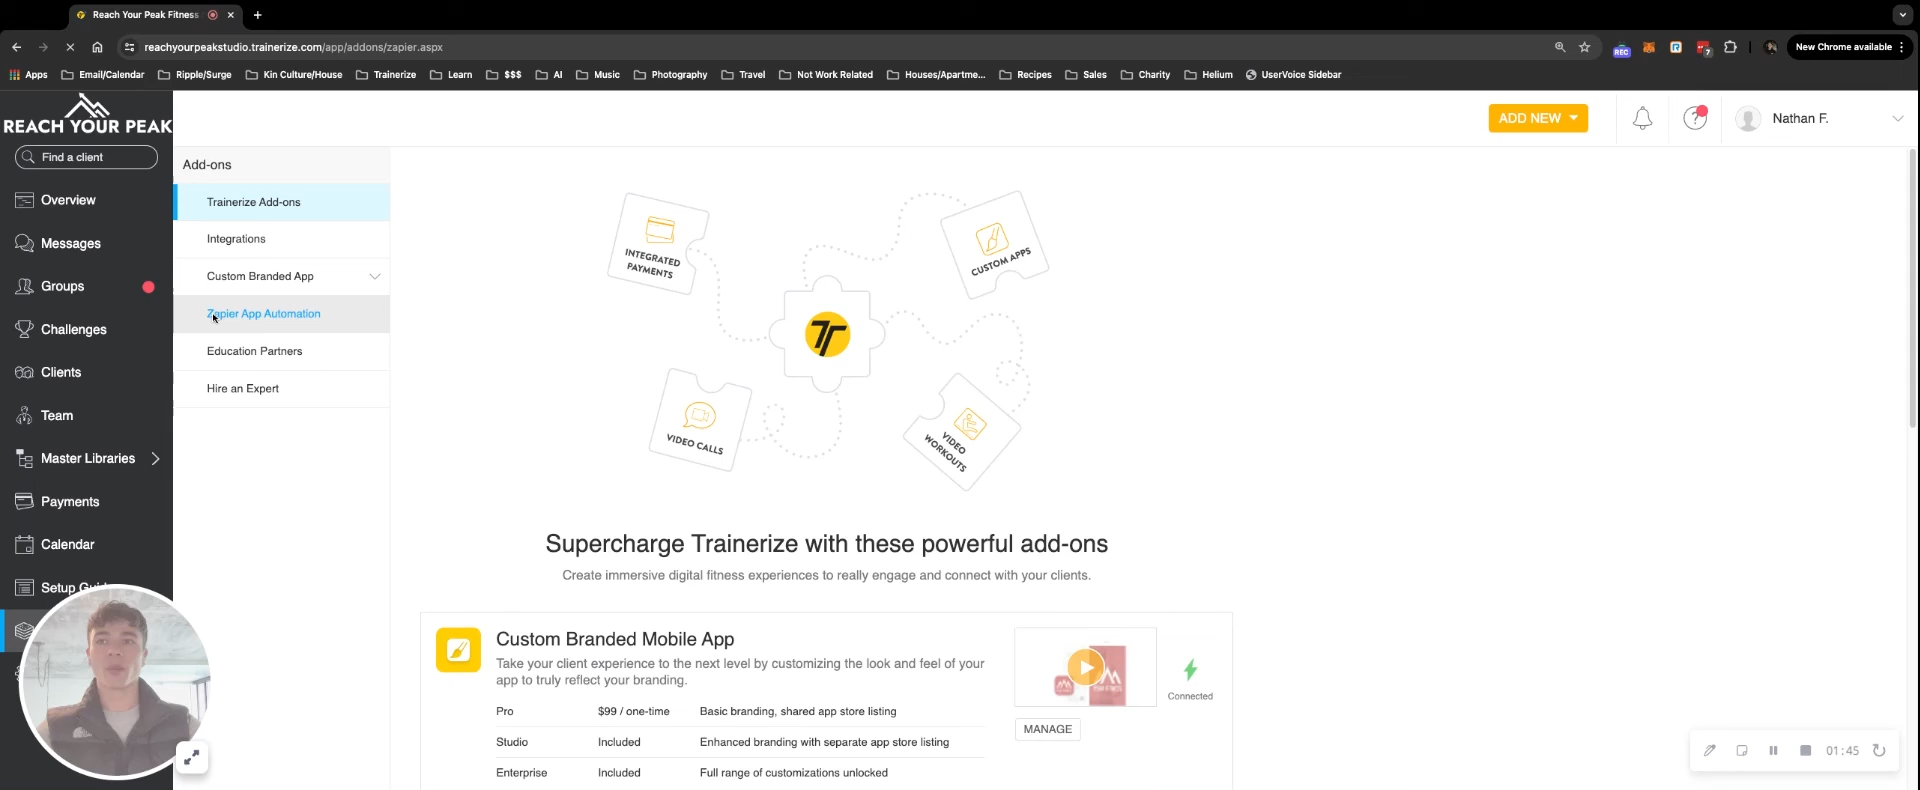 Reach Your Peak Fitness
reachyourpeakstudio.trainerize.com/app/addons/zapier.aspx
REC
7
New Chrome available
Apps
Email/Calendar
Ripple/Surge
Kin Culture/House
Trainerize
Learn
$$$
AI
Music
Photography
Travel
Not Work Related
Houses/Apartme...
Recipes
Sales
Charity
Helium
UserVoice Sidebar
REACH YOUR PEAK
Find a client
Overview
Messages
Groups
Challenges
Clients
Team
Master Libraries
Payments
Calendar
Setup
ADD NEW
Nathan F.
Add-ons
Trainerize Add-ons
Integrations
Custom Branded App
Zapier App Automation
Education Partners
Hire an Expert
INTEGRATED
PAYMENTS
CUSTOM APPS
VIDEO CALLS
VIDEO
WORKOUTS
Supercharge Trainerize with these powerful add-ons
Create immersive digital fitness experiences to really engage and connect with your clients.
Custom Branded Mobile App
Take your client experience to the next level by customizing the look and feel of your
app to truly reflect your branding.
Pro $99 / one-time Basic branding, shared app store listing
Studio Included Enhanced branding with separate app store listing
Enterprise Included Full range of customizations unlocked
Connected
MANAGE
01:45